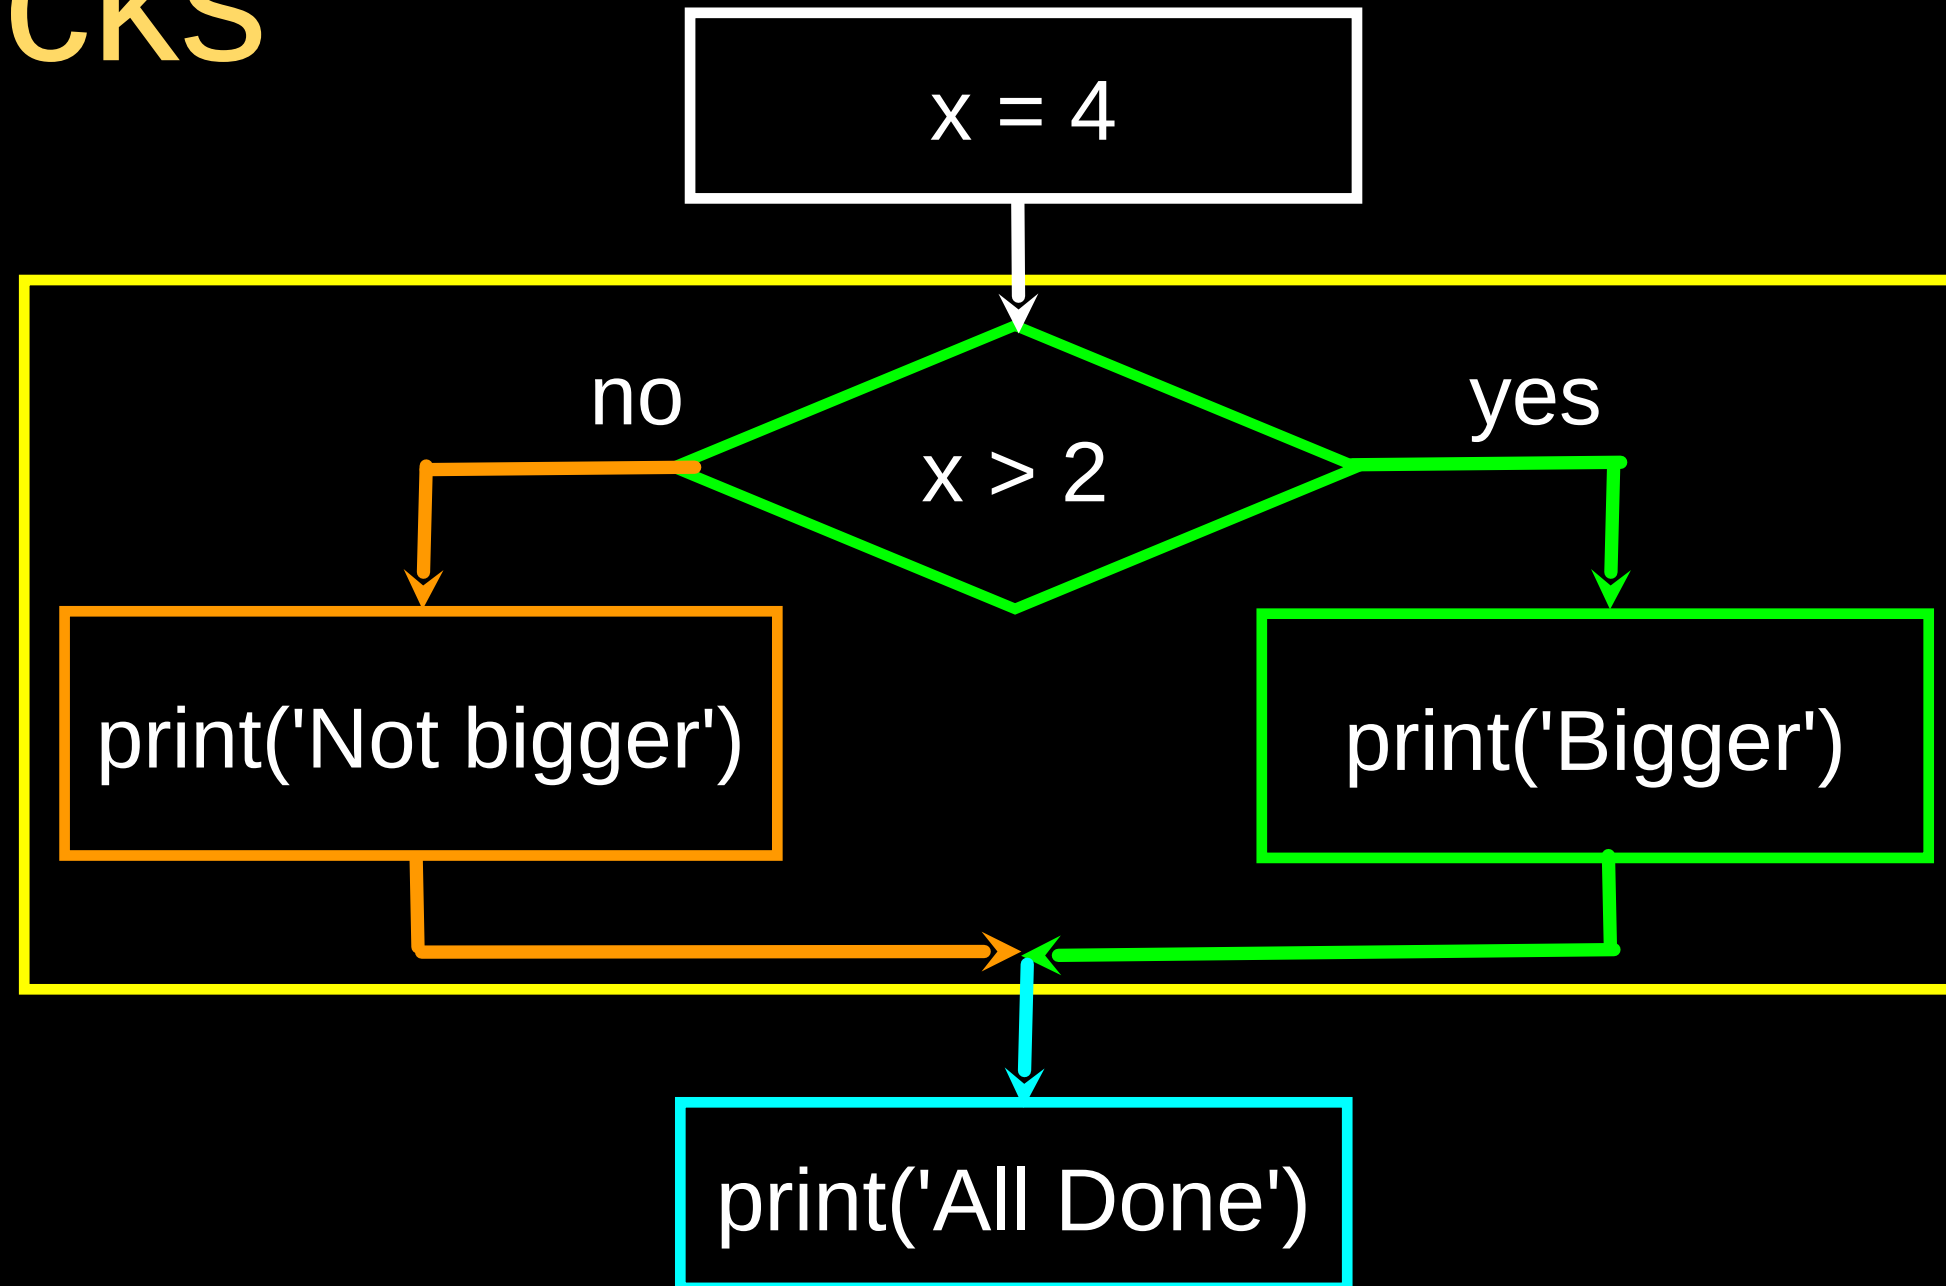 x = 4
no
yes
x > 2
print('Not bigger')
print('Bigger')
print('All Done')